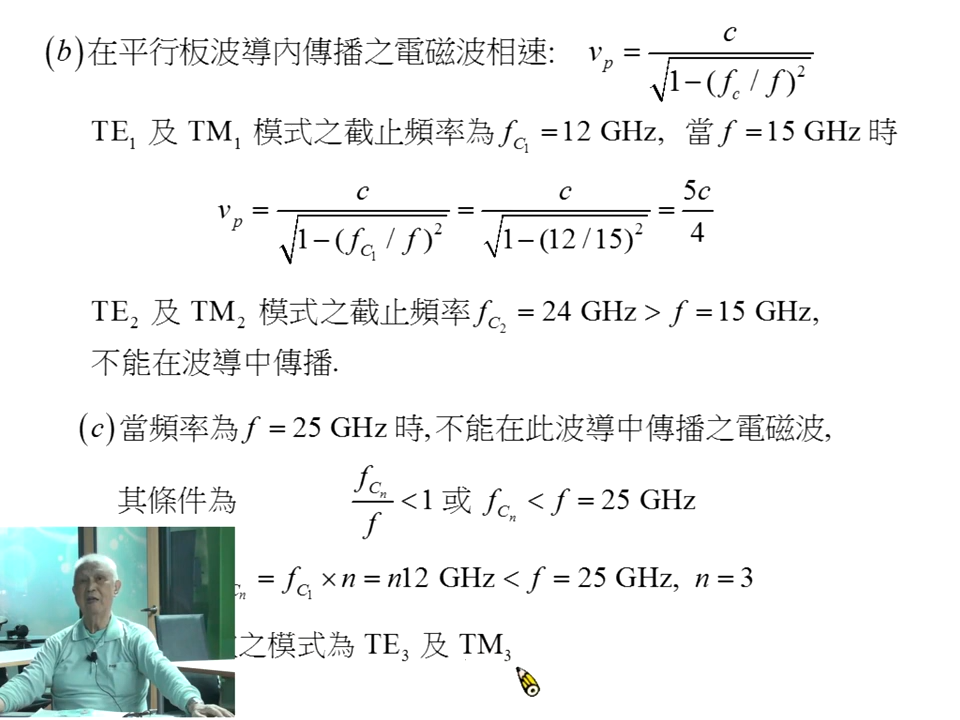 (b)在平行板波導內傳播之電磁波相速: v_p = c / √(1−(f_c / f)²)
TE₁ 及 TM₁ 模式之截止頻率為 f_{C₁} = 12 GHz, 當 f = 15 GHz 時
v_p = c / √(1−(f_{C₁} / f)²) = c / √(1−(12/15)²) = 5c / 4
TE₂ 及 TM₂ 模式之截止頻率 f_{C₂} = 24 GHz > f = 15 GHz,
不能在波導中傳播.
(c)當頻率為 f = 25 GHz 時,不能在此波導中傳播之電磁波,
其條件為 f_{Cₙ} / f < 1 或 f_{Cₙ} < f = 25 GHz
= f_{C₁} × n = n12 GHz < f = 25 GHz, n = 3
之模式為 TE₃ 及 TM₃